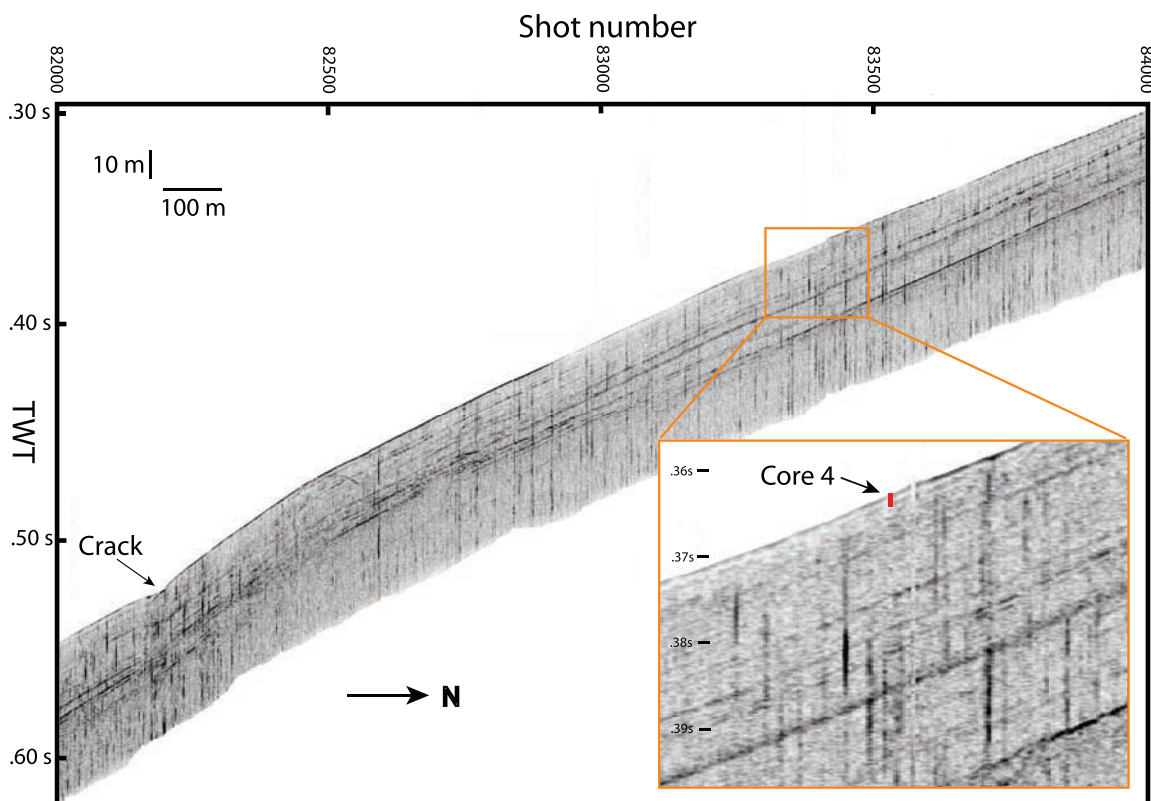 Shot number
82000
82500
83000
83500
84000
.30 s
10 m
100 m
.40 s
TWT
.36s
Core 4
.50 s
Crack
.37s
.38s
N
.39s
.60 s